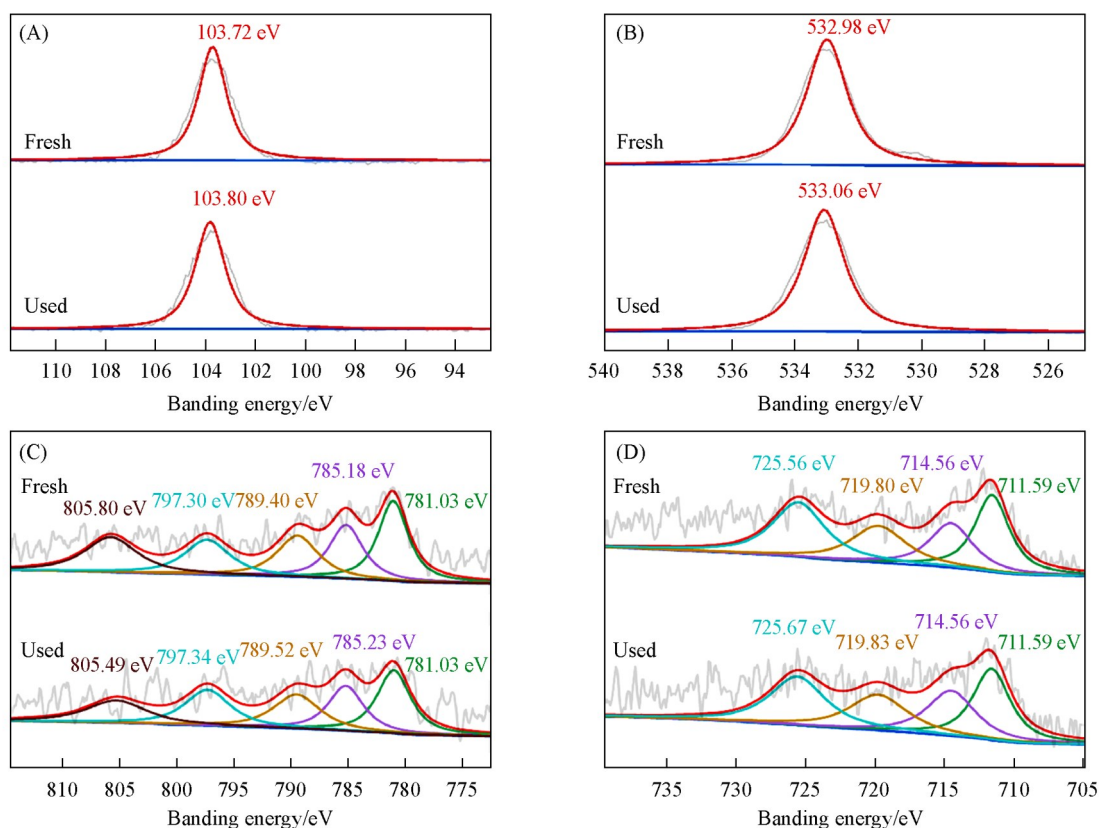 (A)
103.72 eV
Fresh
103.80 eV
Used
110 108 106 104 102 100 98 96 94
Banding energy/eV
(B)
532.98 eV
Fresh
533.06 eV
Used
540 538 536 534 532 530 528 526
Banding energy/eV
(C)
785.18 eV
Fresh
805.80 eV 797.30 eV 789.40 eV 781.03 eV
785.23 eV
Used
805.49 eV 797.34 eV 789.52 eV 781.03 eV
810 805 800 795 790 785 780 775
Banding energy/eV
(D)
725.56 eV 714.56 eV
Fresh
719.80 eV 711.59 eV
714.56 eV
Used
725.67 eV 719.83 eV 711.59 eV
735 730 725 720 715 710 705
Banding energy/eV